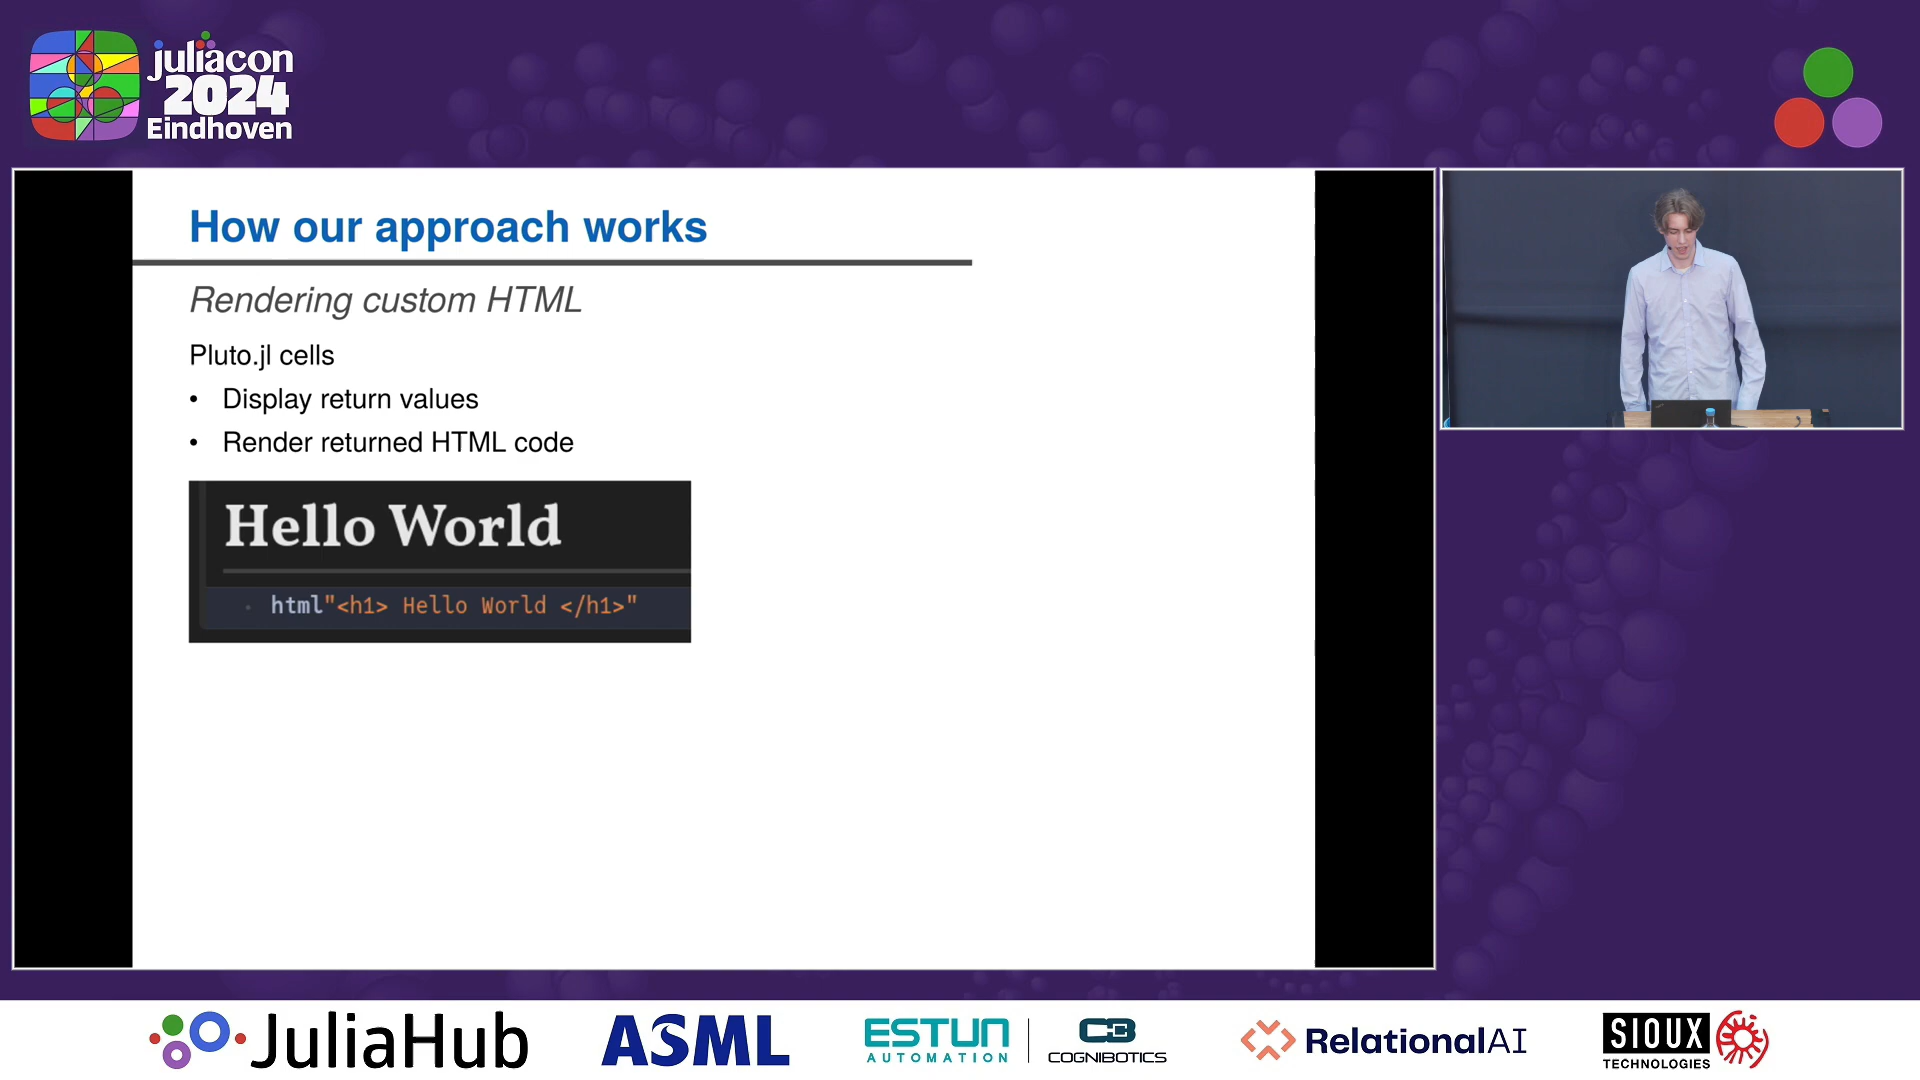 juliacon
2024
Eindhoven
How our approach works
Rendering custom HTML
Pluto.jl cells
• Display return values
• Render returned HTML code
Hello World
html"<h1> Hello World </h1>"
JuliaHub
ASML
ESTUN
AUTOMATION
COGNIBOTICS
RelationalAI
SIOUX
TECHNOLOGIES